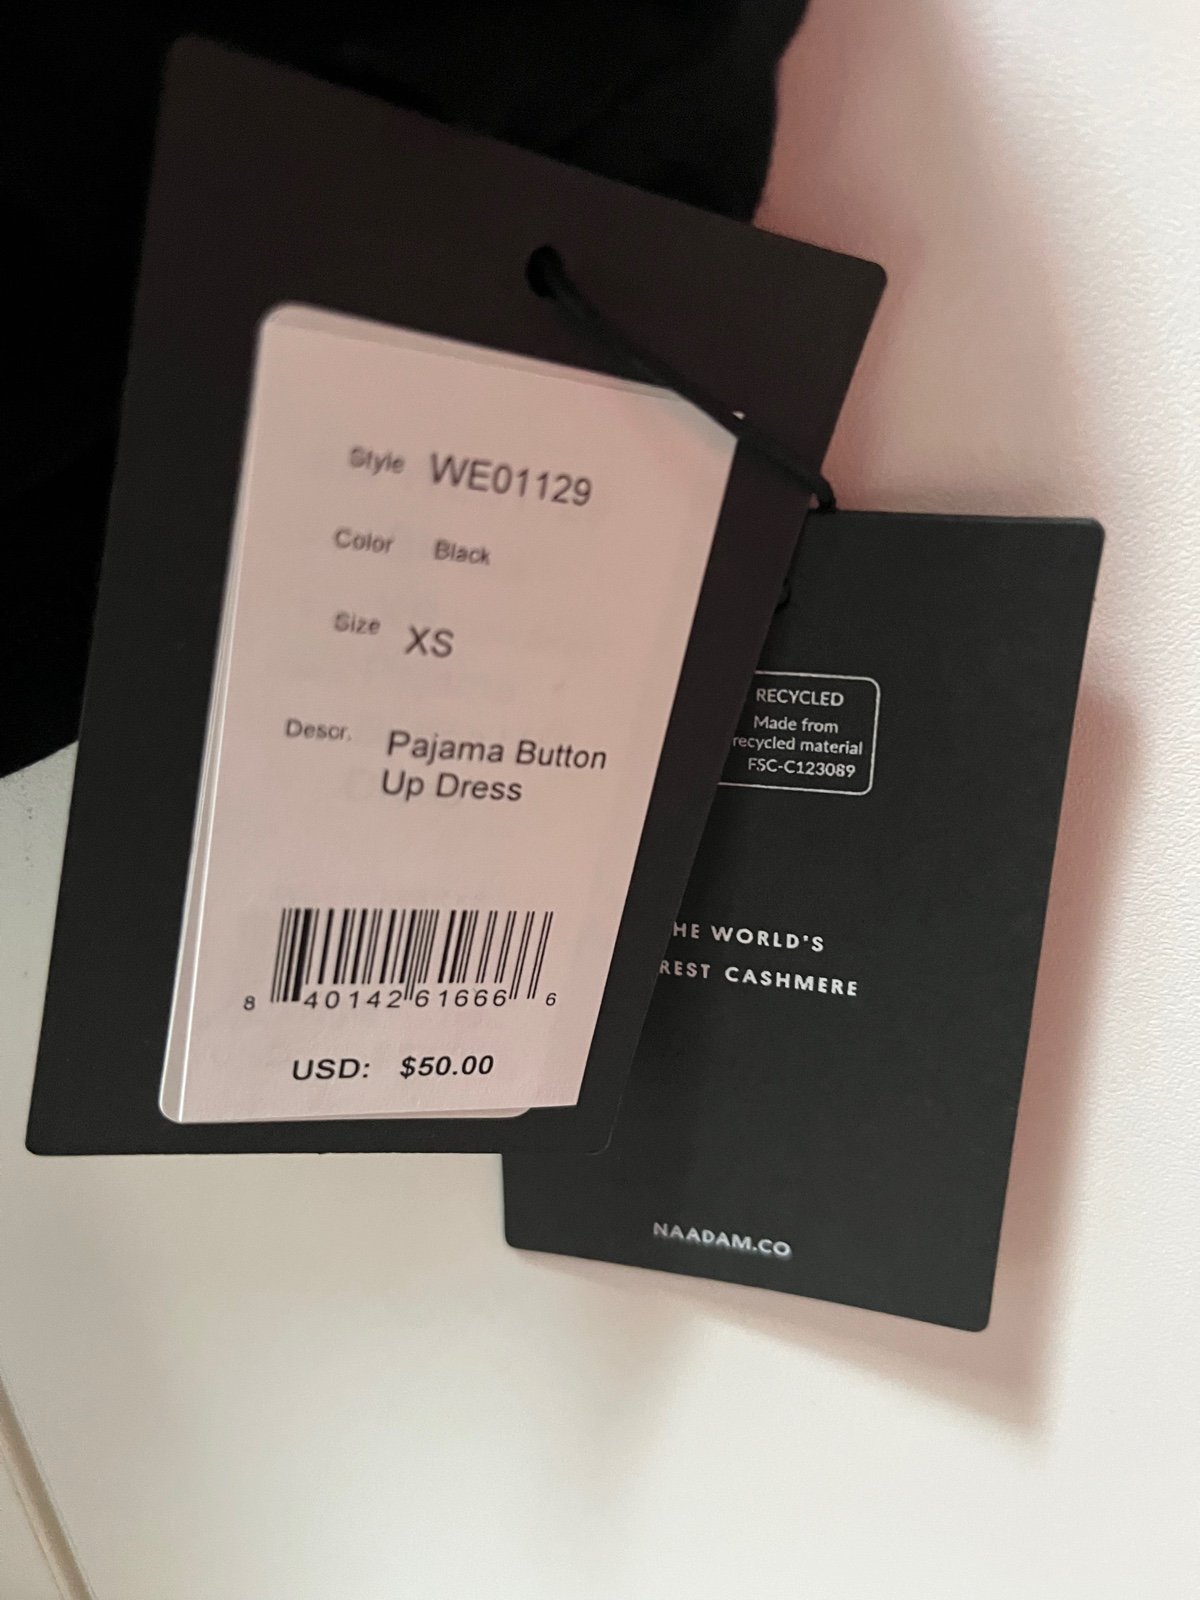 Style WE01129
Color Black
Size XS
Descr. Pajama Button
Up Dress
8 40142 61666 6
USD: $50.00
RECYCLED
Made from
recycled material
FSC-C123089
HE WORLD'S
REST CASHMERE
NAADAM.CO